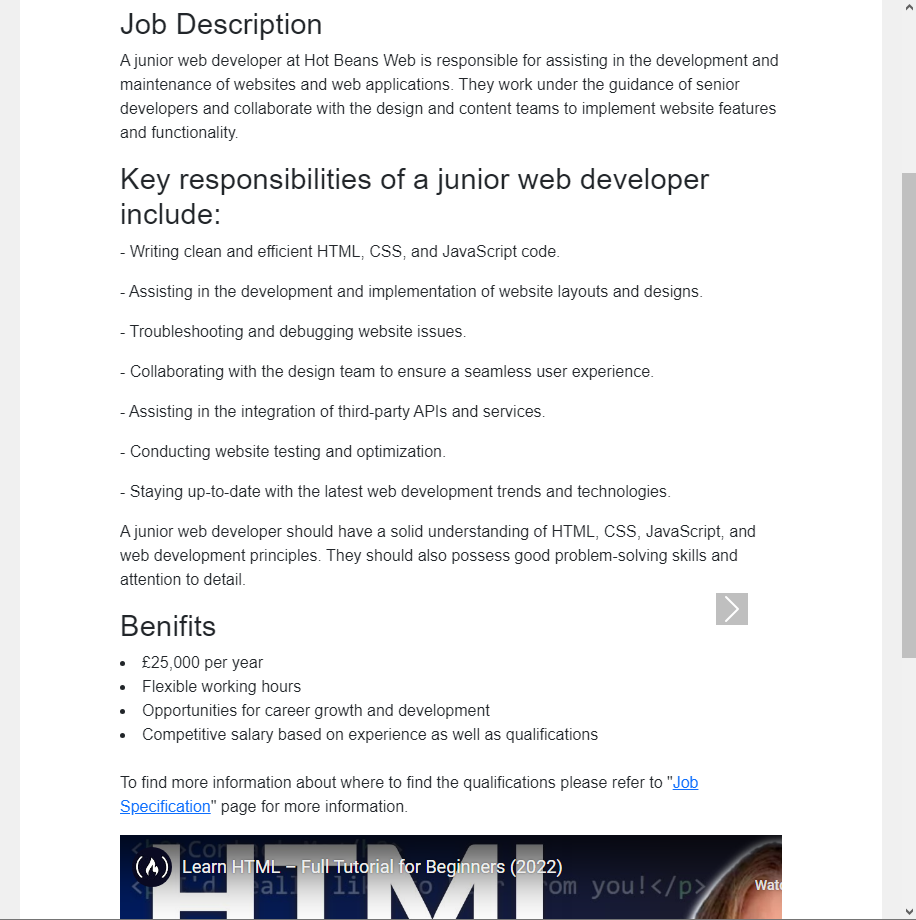 Job Description
A junior web developer at Hot Beans Web is responsible for assisting in the development and
maintenance of websites and web applications. They work under the guidance of senior
developers and collaborate with the design and content teams to implement website features
and functionality.
Key responsibilities of a junior web developer
include:
- Writing clean and efficient HTML, CSS, and JavaScript code.
- Assisting in the development and implementation of website layouts and designs.
- Troubleshooting and debugging website issues.
- Collaborating with the design team to ensure a seamless user experience.
- Assisting in the integration of third-party APIs and services.
- Conducting website testing and optimization.
- Staying up-to-date with the latest web development trends and technologies.
A junior web developer should have a solid understanding of HTML, CSS, JavaScript, and
web development principles. They should also possess good problem-solving skills and
attention to detail.
Benifits
• £25,000 per year
• Flexible working hours
• Opportunities for career growth and development
• Competitive salary based on experience as well as qualifications
To find more information about where to find the qualifications please refer to "Job
Specification" page for more information.
Learn HTML – Full Tutorial for Beginners (2022)
HTML
om you!</p>